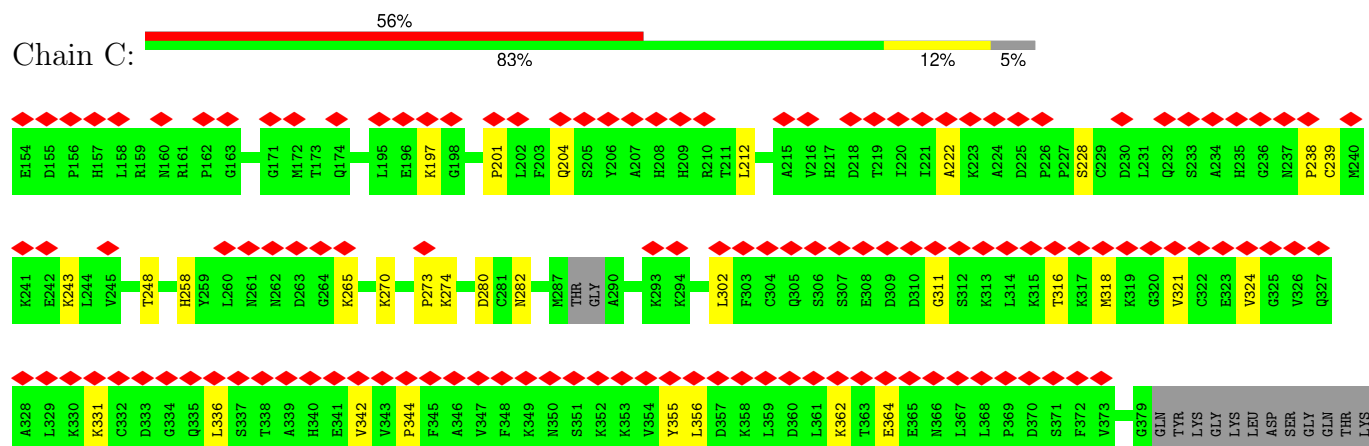 56%
Chain C:
83% 12% 5%
E154 D155 P156 H157 L158 R159 N160 R161 P162 G163 G171 M172 T173 Q174 L195 E196 K197 G198 P201 L202 F203 Q204 S205 Y206 A207 H208 H209 R210 T211 L212 A215 V216 H217 D218 T219 I220 I221 A222 K223 A224 D225 P226 P227 S228 C229 D230 L231 Q232 S233 A234 H235 G236 N237 P238 C239 M240
K241 E242 K243 L244 V245 T248 H258 Y259 L260 N261 N262 D263 G264 K265 K270 P273 K274 D280 C281 N282 M287 THR GLY A290 K293 K294 L302 F303 C304 Q305 S306 S307 E308 D309 D310 G311 S312 K313 L314 K315 T316 K317 M318 K319 G320 V321 C322 E323 V324 G325 V326 Q327
A328 L329 K330 K331 C332 D333 G334 Q335 L336 S337 T338 A339 H340 E341 V342 V343 P344 F345 A346 V347 F348 K349 N350 S351 K352 K353 V354 Y355 L356 D357 K358 L359 D360 L361 K362 T363 E364 E365 N366 L367 L368 P369 D370 S371 F372 V373 G379 GLN TYR LYS GLY LYS LEU ASP SER GLY GLN THR LYS